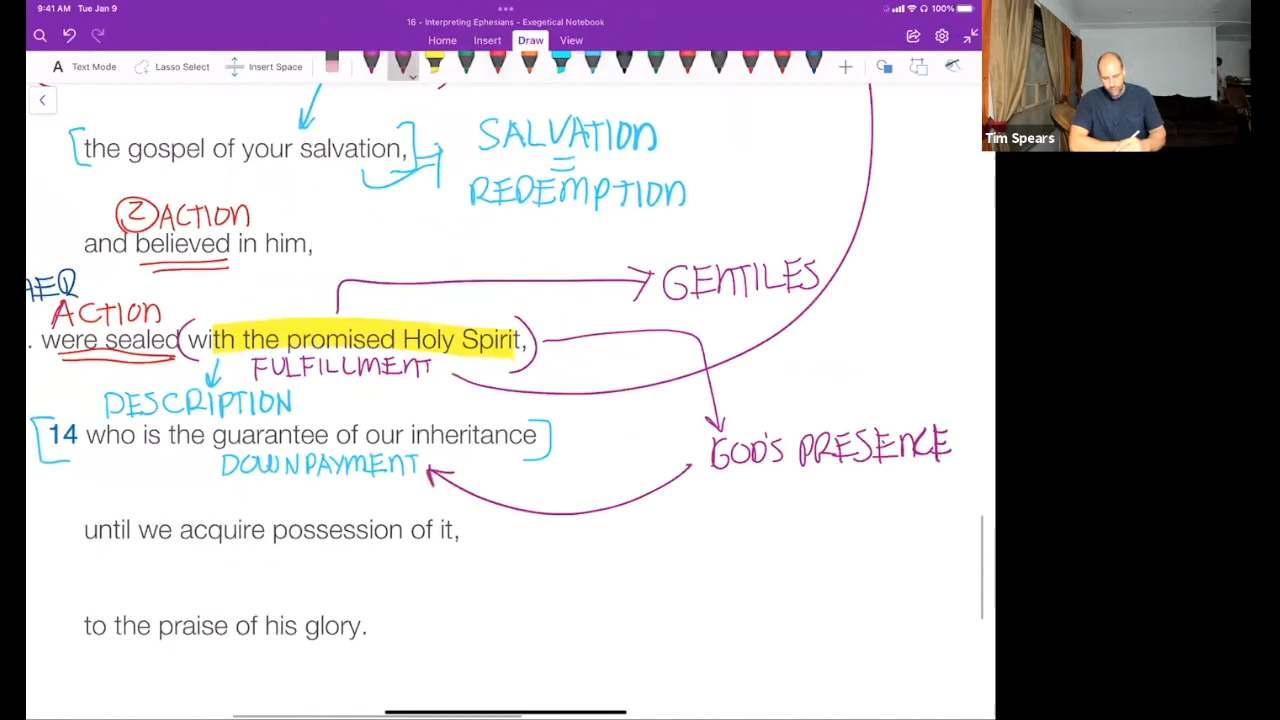 9:41 AM Tue Jan 9
100%
16 - Interpreting Ephesians - Exegetical Notebook
Home Insert Draw View
A Text Mode Lasso Select Insert Space
Tim Spears
the gospel of your salvation,
SALVATION
=
REDEMPTION
2 ACTION
and believed in him,
GENTILES
ACTION
. were sealed (with the promised Holy Spirit,)
FULFILLMENT
DESCRIPTION
[14 who is the guarantee of our inheritance]
GOD'S PRESENCE
DOWNPAYMENT
until we acquire possession of it,
to the praise of his glory.